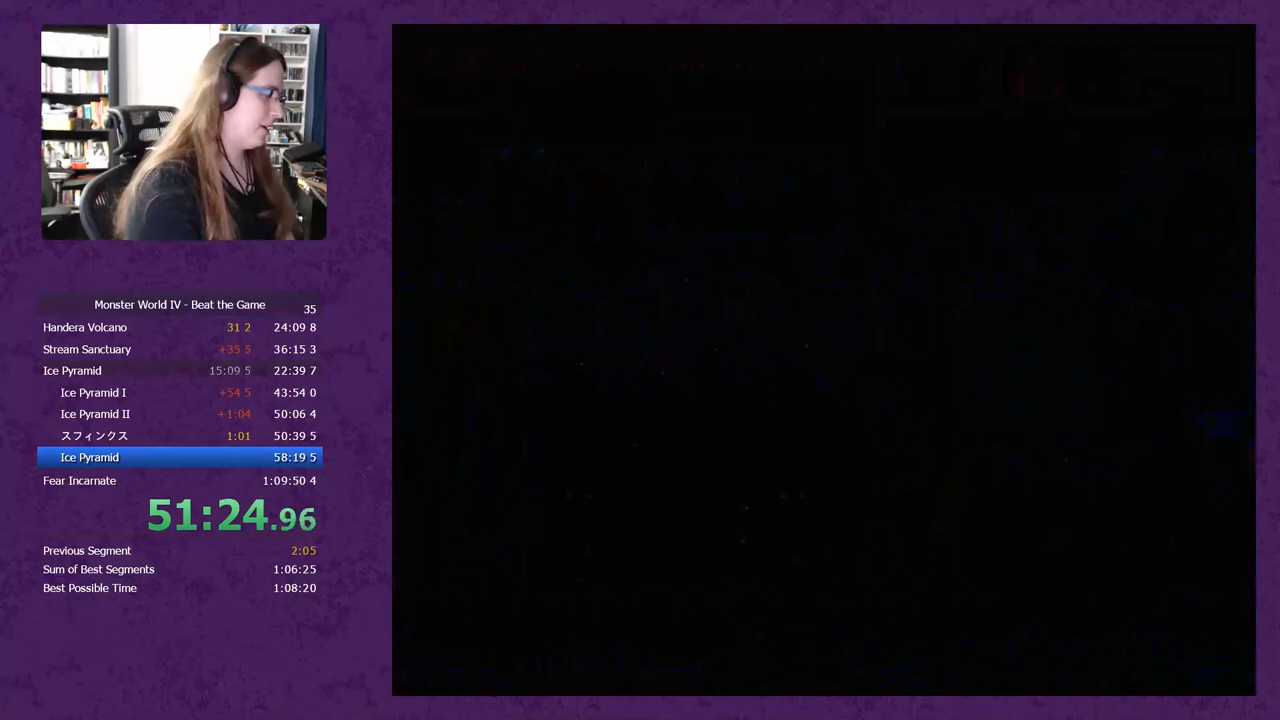 Monster World IV - Beat the Game
35
Handera Volcano 31 2 24:09 8
Stream Sanctuary +35 5 36:15 3
Ice Pyramid 15:09 5 22:39 7
Ice Pyramid I +54 5 43:54 0
Ice Pyramid II +1:04 50:06 4
スフィンクス 1:01 50:39 5
Ice Pyramid 58:19 5
Fear Incarnate 1:09:50 4
51:24.96
Previous Segment 2:05
Sum of Best Segments 1:06:25
Best Possible Time 1:08:20